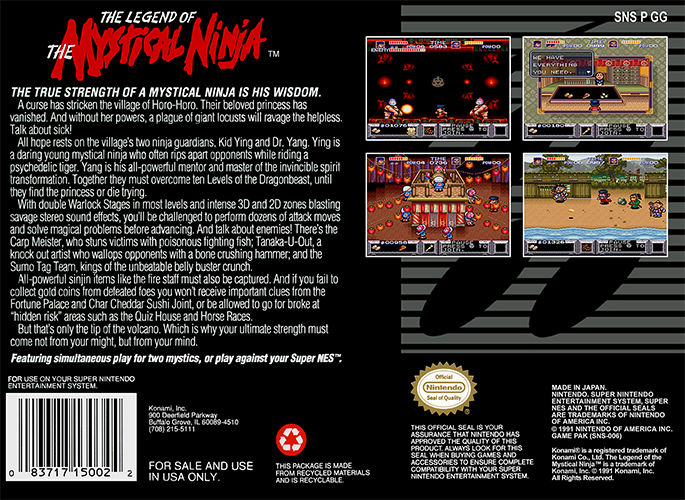 THE LEGEND OF
THE MYSTICAL NINJA™
SNS P GG
THE TRUE STRENGTH OF A MYSTICAL NINJA IS HIS WISDOM.
A curse has stricken the village of Horo-Horo. Their beloved princess has
vanished. And without her powers, a plague of giant locusts will ravage the helpless.
Talk about sick!
All hope rests on the village's two ninja guardians, Kid Ying and Dr. Yang. Ying is
a daring young mystical ninja who often rips apart opponents while riding a
psychedelic tiger. Yang is his all-powerful mentor and master of the invincible spirit
transformation. Together they must overcome ten Levels of the Dragonbeast, until
they find the princess or die trying.
With double Warlock Stages in most levels and intense 3D and 2D zones blasting
savage stereo sound effects, you'll be challenged to perform dozens of attack moves
and solve magical problems before advancing. And talk about enemies! There's the
Carp Meister, who stuns victims with poisonous fighting fish; Tanaka-U-Out, a
knock out artist who wallops opponents with a bone crushing hammer; and the
Sumo Tag Team, kings of the unbeatable belly buster crunch.
All-powerful sinjin items like the fire staff must also be captured. And if you fail to
collect gold coins from defeated foes you won't receive important clues from the
Fortune Palace and Char Cheddar Sushi Joint, or be allowed to go for broke at
"hidden risk" areas such as the Quiz House and Horse Races.
But that's only the tip of the volcano. Which is why your ultimate strength must
come not from your might, but from your mind.
Featuring simultaneous play for two mystics, or play against your Super NES™.
TIME
ENEMY
WE HAVE
EVERYTHING
YOU NEED.
PAUSE
FOR USE ON YOUR SUPER NINTENDO
ENTERTAINMENT SYSTEM.
0 83717 15002 2
Konami, Inc.
900 Deerfield Parkway
Buffalo Grove, IL 60089-4510
(708) 215-5111
FOR SALE AND USE
IN USA ONLY.
THIS PACKAGE IS MADE
FROM RECYCLED MATERIALS
AND IS RECYCLABLE.
Official
Nintendo
Seal of Quality
THIS OFFICIAL SEAL IS YOUR
ASSURANCE THAT NINTENDO HAS
APPROVED THE QUALITY OF THIS
PRODUCT. ALWAYS LOOK FOR THIS
SEAL WHEN BUYING GAMES AND
ACCESSORIES TO ENSURE COMPLETE
COMPATIBILITY WITH YOUR SUPER
NINTENDO ENTERTAINMENT SYSTEM.
MADE IN JAPAN.
NINTENDO, SUPER NINTENDO
ENTERTAINMENT SYSTEM, SUPER
NES AND THE OFFICIAL SEALS
ARE TRADEMARKS OF NINTENDO
OF AMERICA INC.
© 1991 NINTENDO OF AMERICA INC.
GAME PAK (SNS-006)
Konami® is a registered trademark of
Konami Co., Ltd. The Legend of the
Mystical Ninja™ is a trademark of
Konami, Inc. © 1991 Konami, Inc.
ALL RIGHTS RESERVED.